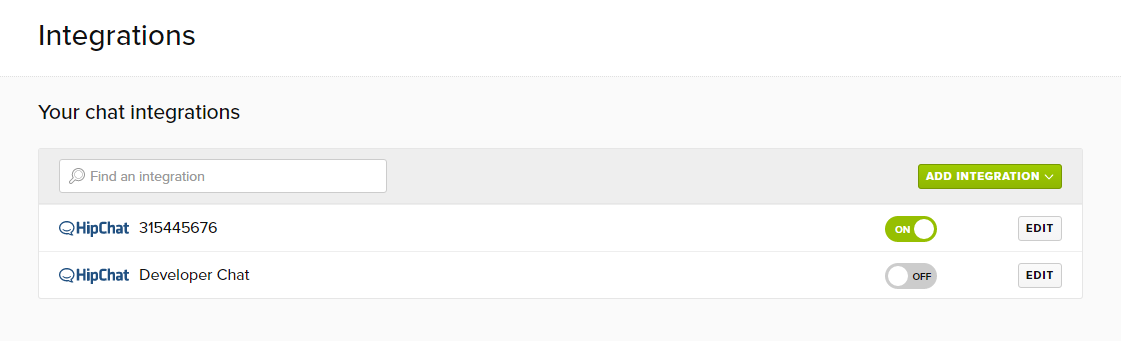 Integrations
Your chat integrations
Find an integration
ADD INTEGRATION
HipChat 315445676 ON EDIT
HipChat Developer Chat OFF EDIT